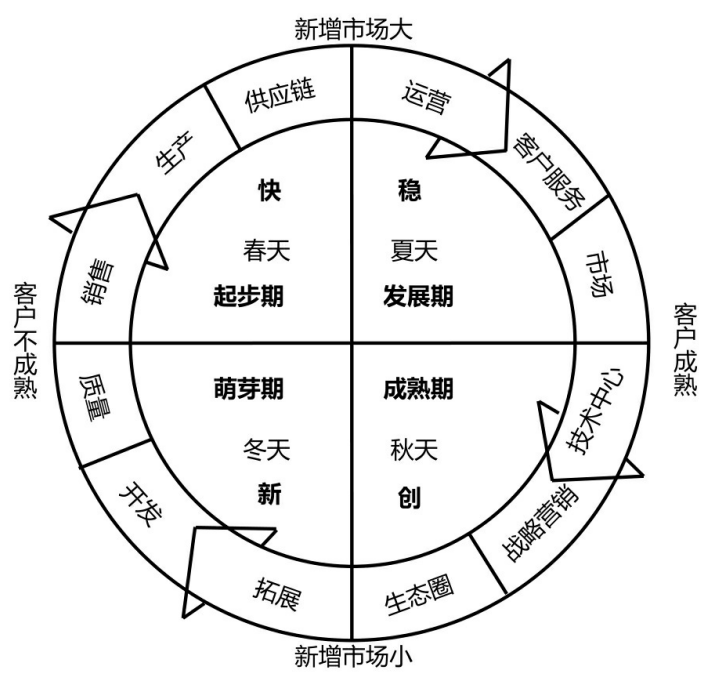 新增市场大
供应链
运营
生产
客户服务
快
稳
春天
夏天
销售
市场
起步期
发展期
客户不成熟
客户成熟
质量
萌芽期
成熟期
技术中心
冬天
秋天
开发
新
创
战略营销
拓展
生态圈
新增市场小